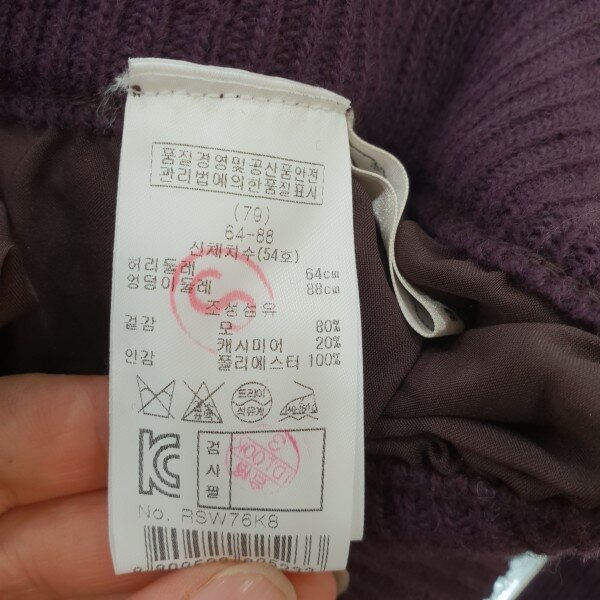 품질경영및공산품안전
관리법에의한품질표시
(79)
64-88
신체치수(54호)
허리둘레 64cm
엉덩이둘레 88cm
S
조성섬유
겉감 모 80%
캐시미어 20%
안감 폴리에스터 100%
드라이
석유계
검
사
필
No. RSW76K8